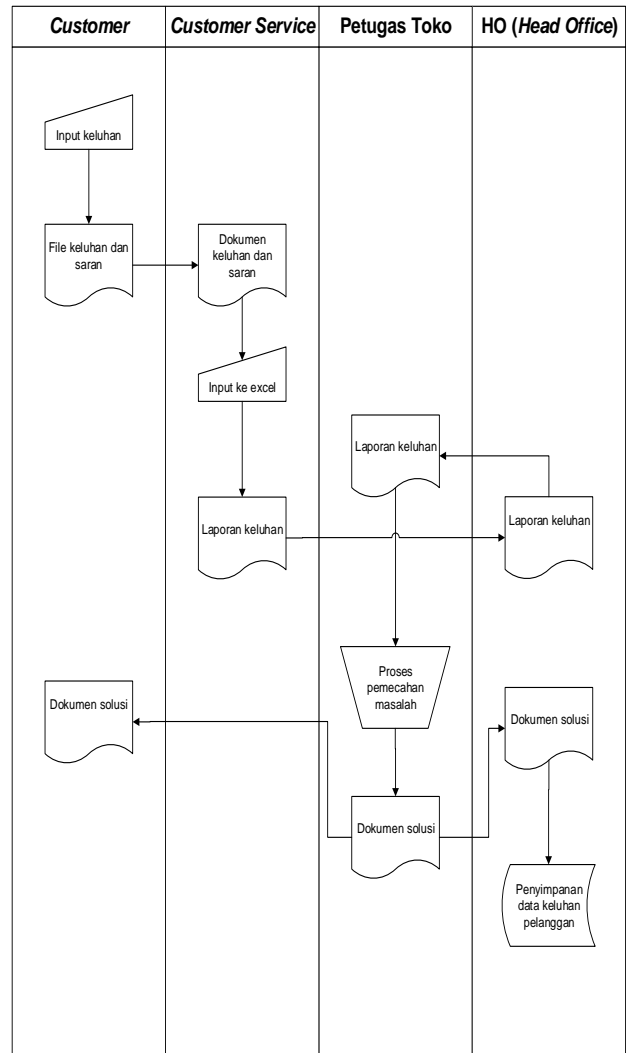 Customer
Customer Service
Petugas Toko
HO (Head Office)
Input keluhan
File keluhan dan
saran
Dokumen
keluhan dan
saran
Input ke excel
Laporan keluhan
Laporan keluhan
Laporan keluhan
Proses
pemecahan
masalah
Dokumen solusi
Dokumen solusi
Dokumen solusi
Penyimpanan
data keluhan
pelanggan